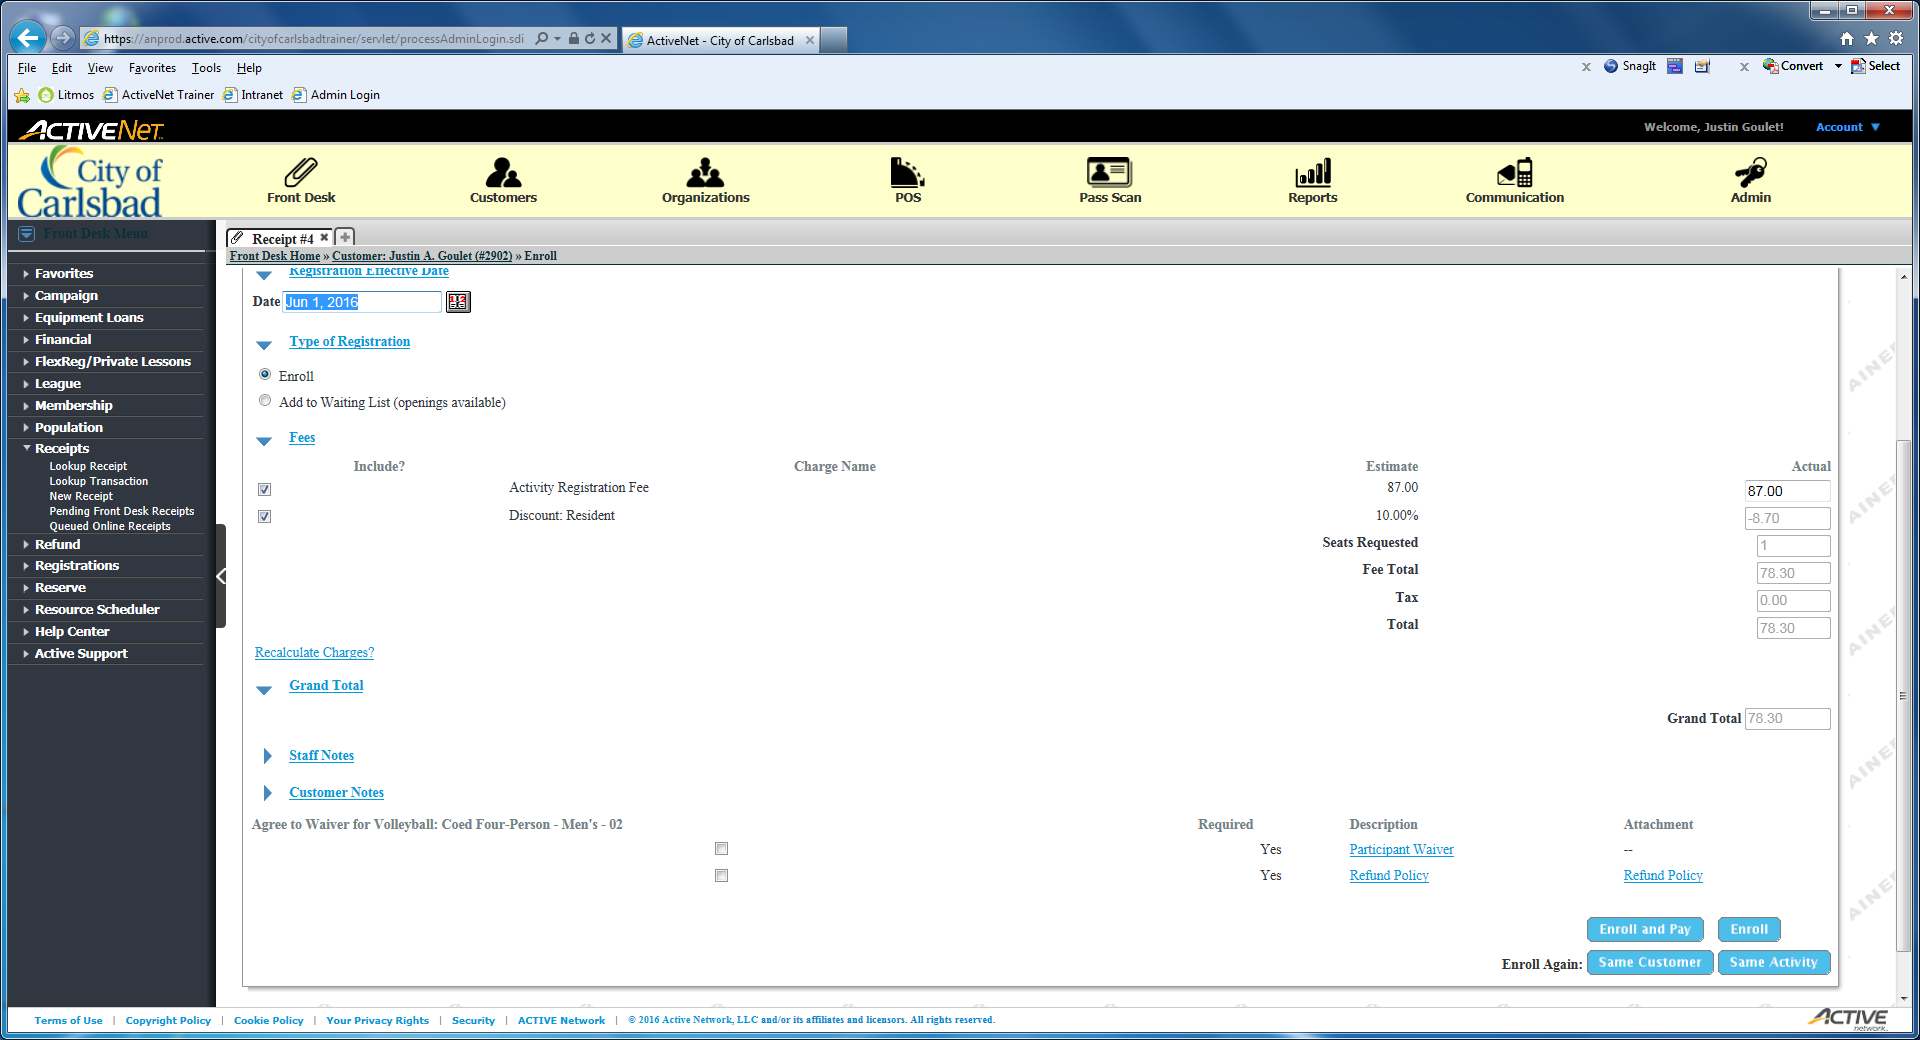 https://anprod.active.com/cityofcarlsbadtrainer/servlet/processAdminLogin.sdi
ActiveNet - City of Carlsbad
File Edit View Favorites Tools Help
x SnagIt x Convert Select
Litmos ActiveNet Trainer Intranet Admin Login
ACTIVENET
Welcome, Justin Goulet! Account
City of Carlsbad
Front Desk Customers Organizations POS Pass Scan Reports Communication Admin
Front Desk Menu
Favorites
Campaign
Equipment Loans
Financial
FlexReg/Private Lessons
League
Membership
Population
Receipts
Lookup Receipt
Lookup Transaction
New Receipt
Pending Front Desk Receipts
Queued Online Receipts
Refund
Registrations
Reserve
Resource Scheduler
Help Center
Active Support
Receipt #4
Front Desk Home » Customer: Justin A. Goulet (#2902) » Enroll
Registration Effective Date
Date Jun 1, 2016
Type of Registration
Enroll
Add to Waiting List (openings available)
Fees
Include? Charge Name Estimate Actual
Activity Registration Fee 87.00 87.00
Discount: Resident 10.00% -8.70
Seats Requested 1
Fee Total 78.30
Tax 0.00
Total 78.30
Recalculate Charges?
Grand Total
Grand Total 78.30
Staff Notes
Customer Notes
Agree to Waiver for Volleyball: Coed Four-Person - Men's - 02 Required Description Attachment
Yes Participant Waiver --
Yes Refund Policy Refund Policy
Enroll and Pay Enroll
Enroll Again: Same Customer Same Activity
AINE
AINE
AINE
AINE
AINE
Terms of Use | Copyright Policy | Cookie Policy | Your Privacy Rights | Security | ACTIVE Network | © 2016 Active Network, LLC and/or its affiliates and licensors. All rights reserved.
ACTIVE network